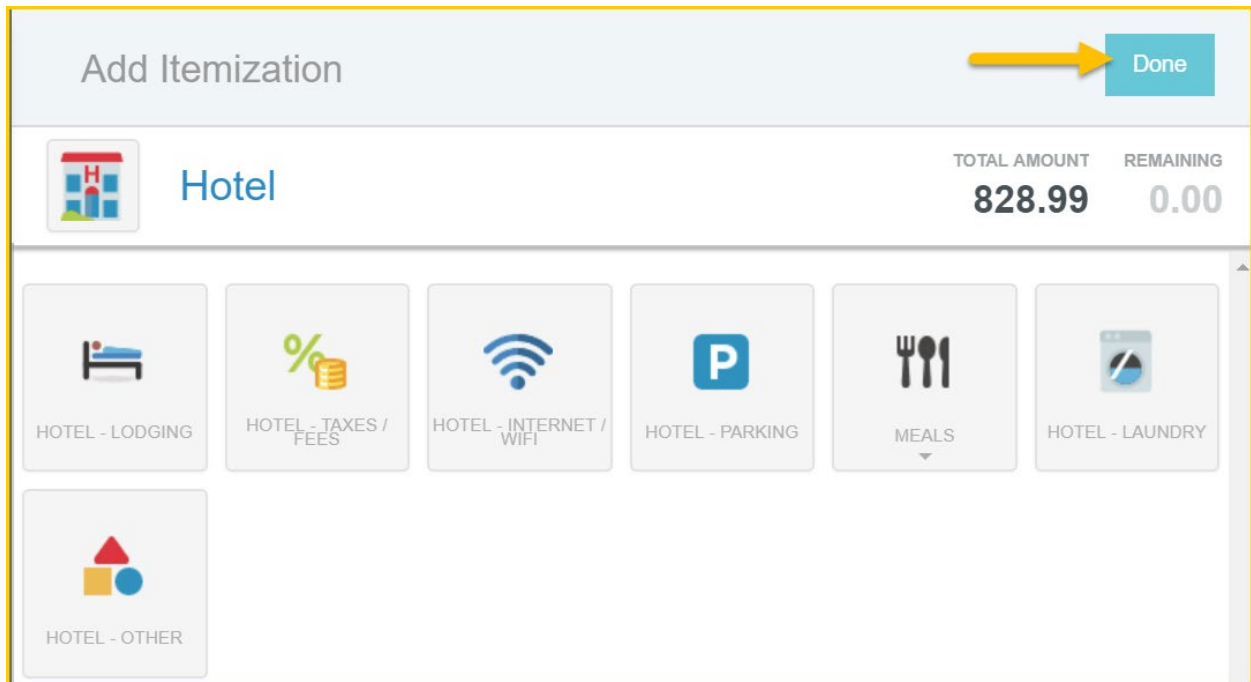 Add Itemization
Done
H
Hotel
TOTAL AMOUNT
REMAINING
828.99
0.00
%
P
HOTEL - LODGING
HOTEL - TAXES /
FEES
HOTEL - INTERNET /
WIFI
HOTEL - PARKING
MEALS
HOTEL - LAUNDRY
HOTEL - OTHER